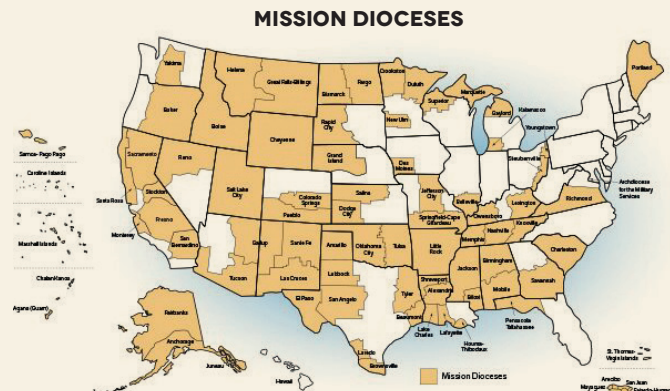 MISSION DIOCESES
Yakima
Helena
Great Falls-Billings
Crookston
Fargo
Duluth
Bismarck
Marquette
Superior
Portland
Baker
Boise
Rapid
City
New Ulm
Gaylord
Kalamazoo
Youngstown
Samoa- Pago Pago
Cheyenne
Sacramento
Reno
Grand
Island
Des
Moines
Steubenville
Caroline Islands
Salt Lake
City
Archdiocese
for the Military
Services
Stockton
Colorado
Springs
Salina
Jefferson
City
Belleville
Lexington
Richmond
Santa Rosa
Fresno
Pueblo
Dodge
City
Springfield-Cape
Girardeau
Owensboro
Knoxville
Monterey
San
Bernardino
Gallup
Santa Fe
Amarillo
Oklahoma
City
Tulsa
Little
Rock
Memphis
Nashville
Charleston
Marshall Islands
Tucson
Las Cruces
Lubbock
Jackson
Birmingham
Chalan Kanoa
El Paso
San Angelo
Tyler
Shreveport
Alexandria
Mobile
Savannah
Agana (Guam)
Fairbanks
Beaumont
Biloxi
Lake
Charles
Lafayette
Houma-
Thibodaux
Pensacola
Tallahassee
Anchorage
Juneau
Laredo
Brownsville
Hawaii
Mission Dioceses
St. Thomas-
Virgin Islands
Arecibo
San Juan
Mayaguez